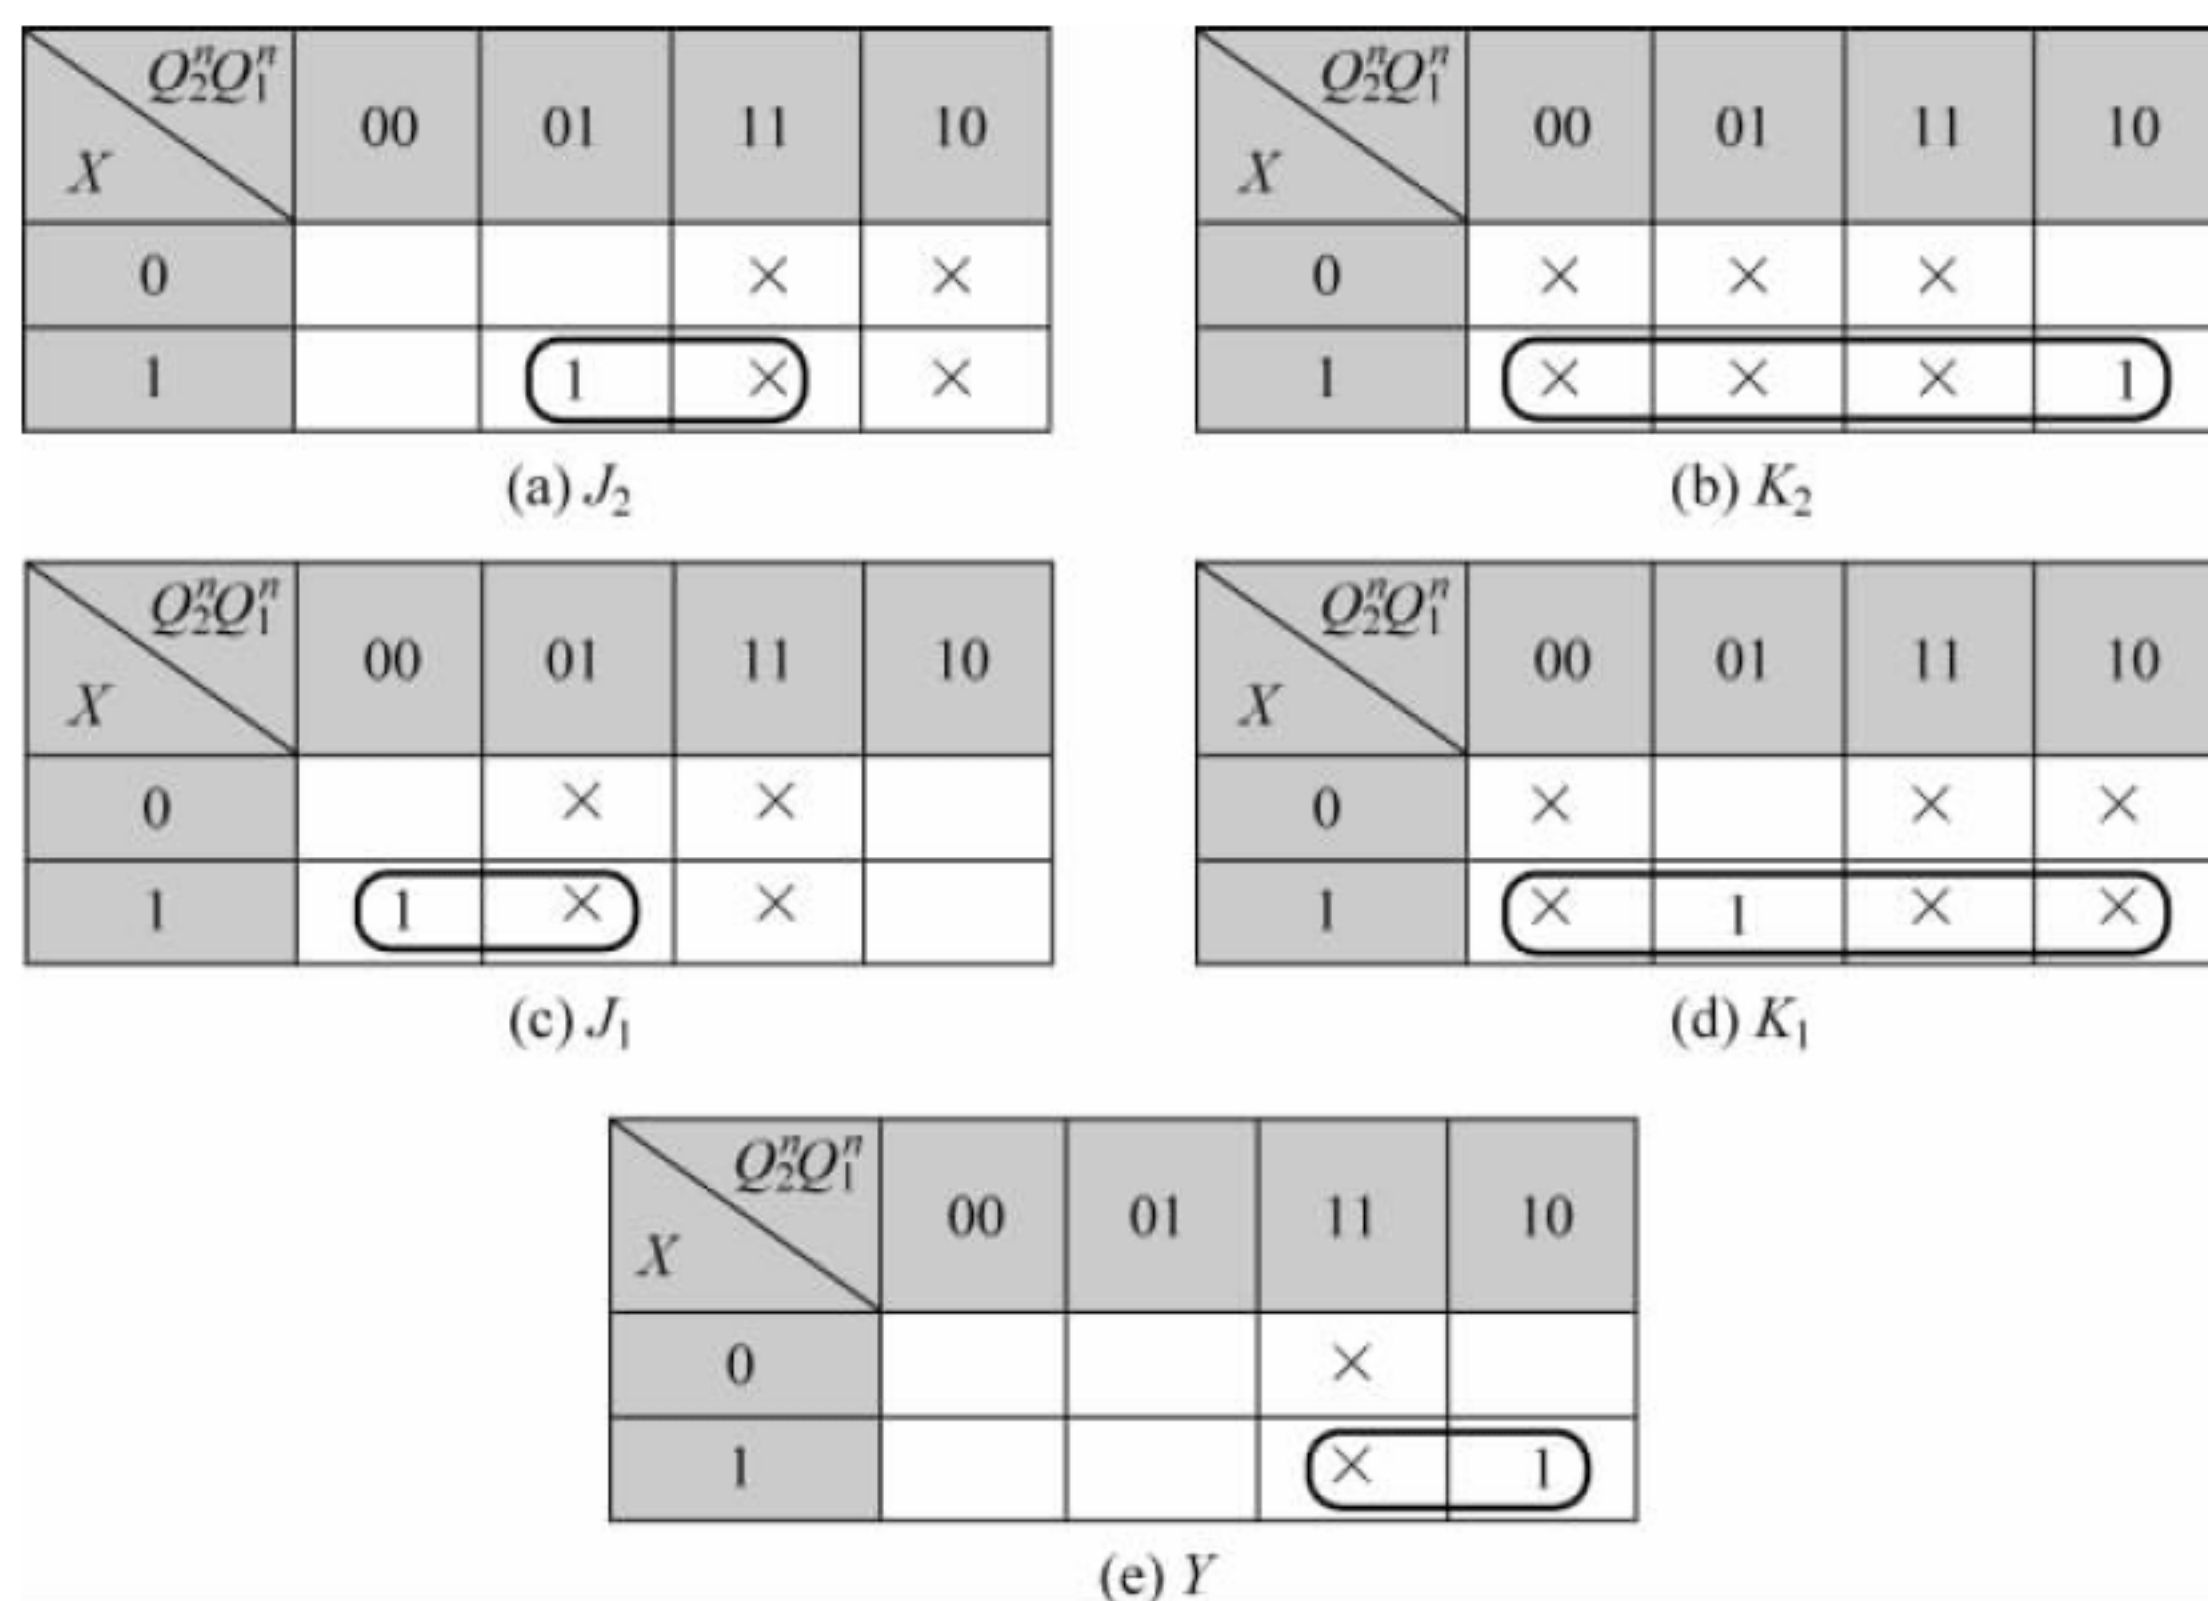 Q₂ⁿQ₁ⁿ 00 01 11 10
X
0 × ×
1 1 × ×
(a) J₂
Q₂ⁿQ₁ⁿ 00 01 11 10
X
0 × × ×
1 × × × 1
(b) K₂
Q₂ⁿQ₁ⁿ 00 01 11 10
X
0 × ×
1 1 × ×
(c) J₁
Q₂ⁿQ₁ⁿ 00 01 11 10
X
0 × × ×
1 × 1 × ×
(d) K₁
Q₂ⁿQ₁ⁿ 00 01 11 10
X
0 ×
1 × 1
(e) Y